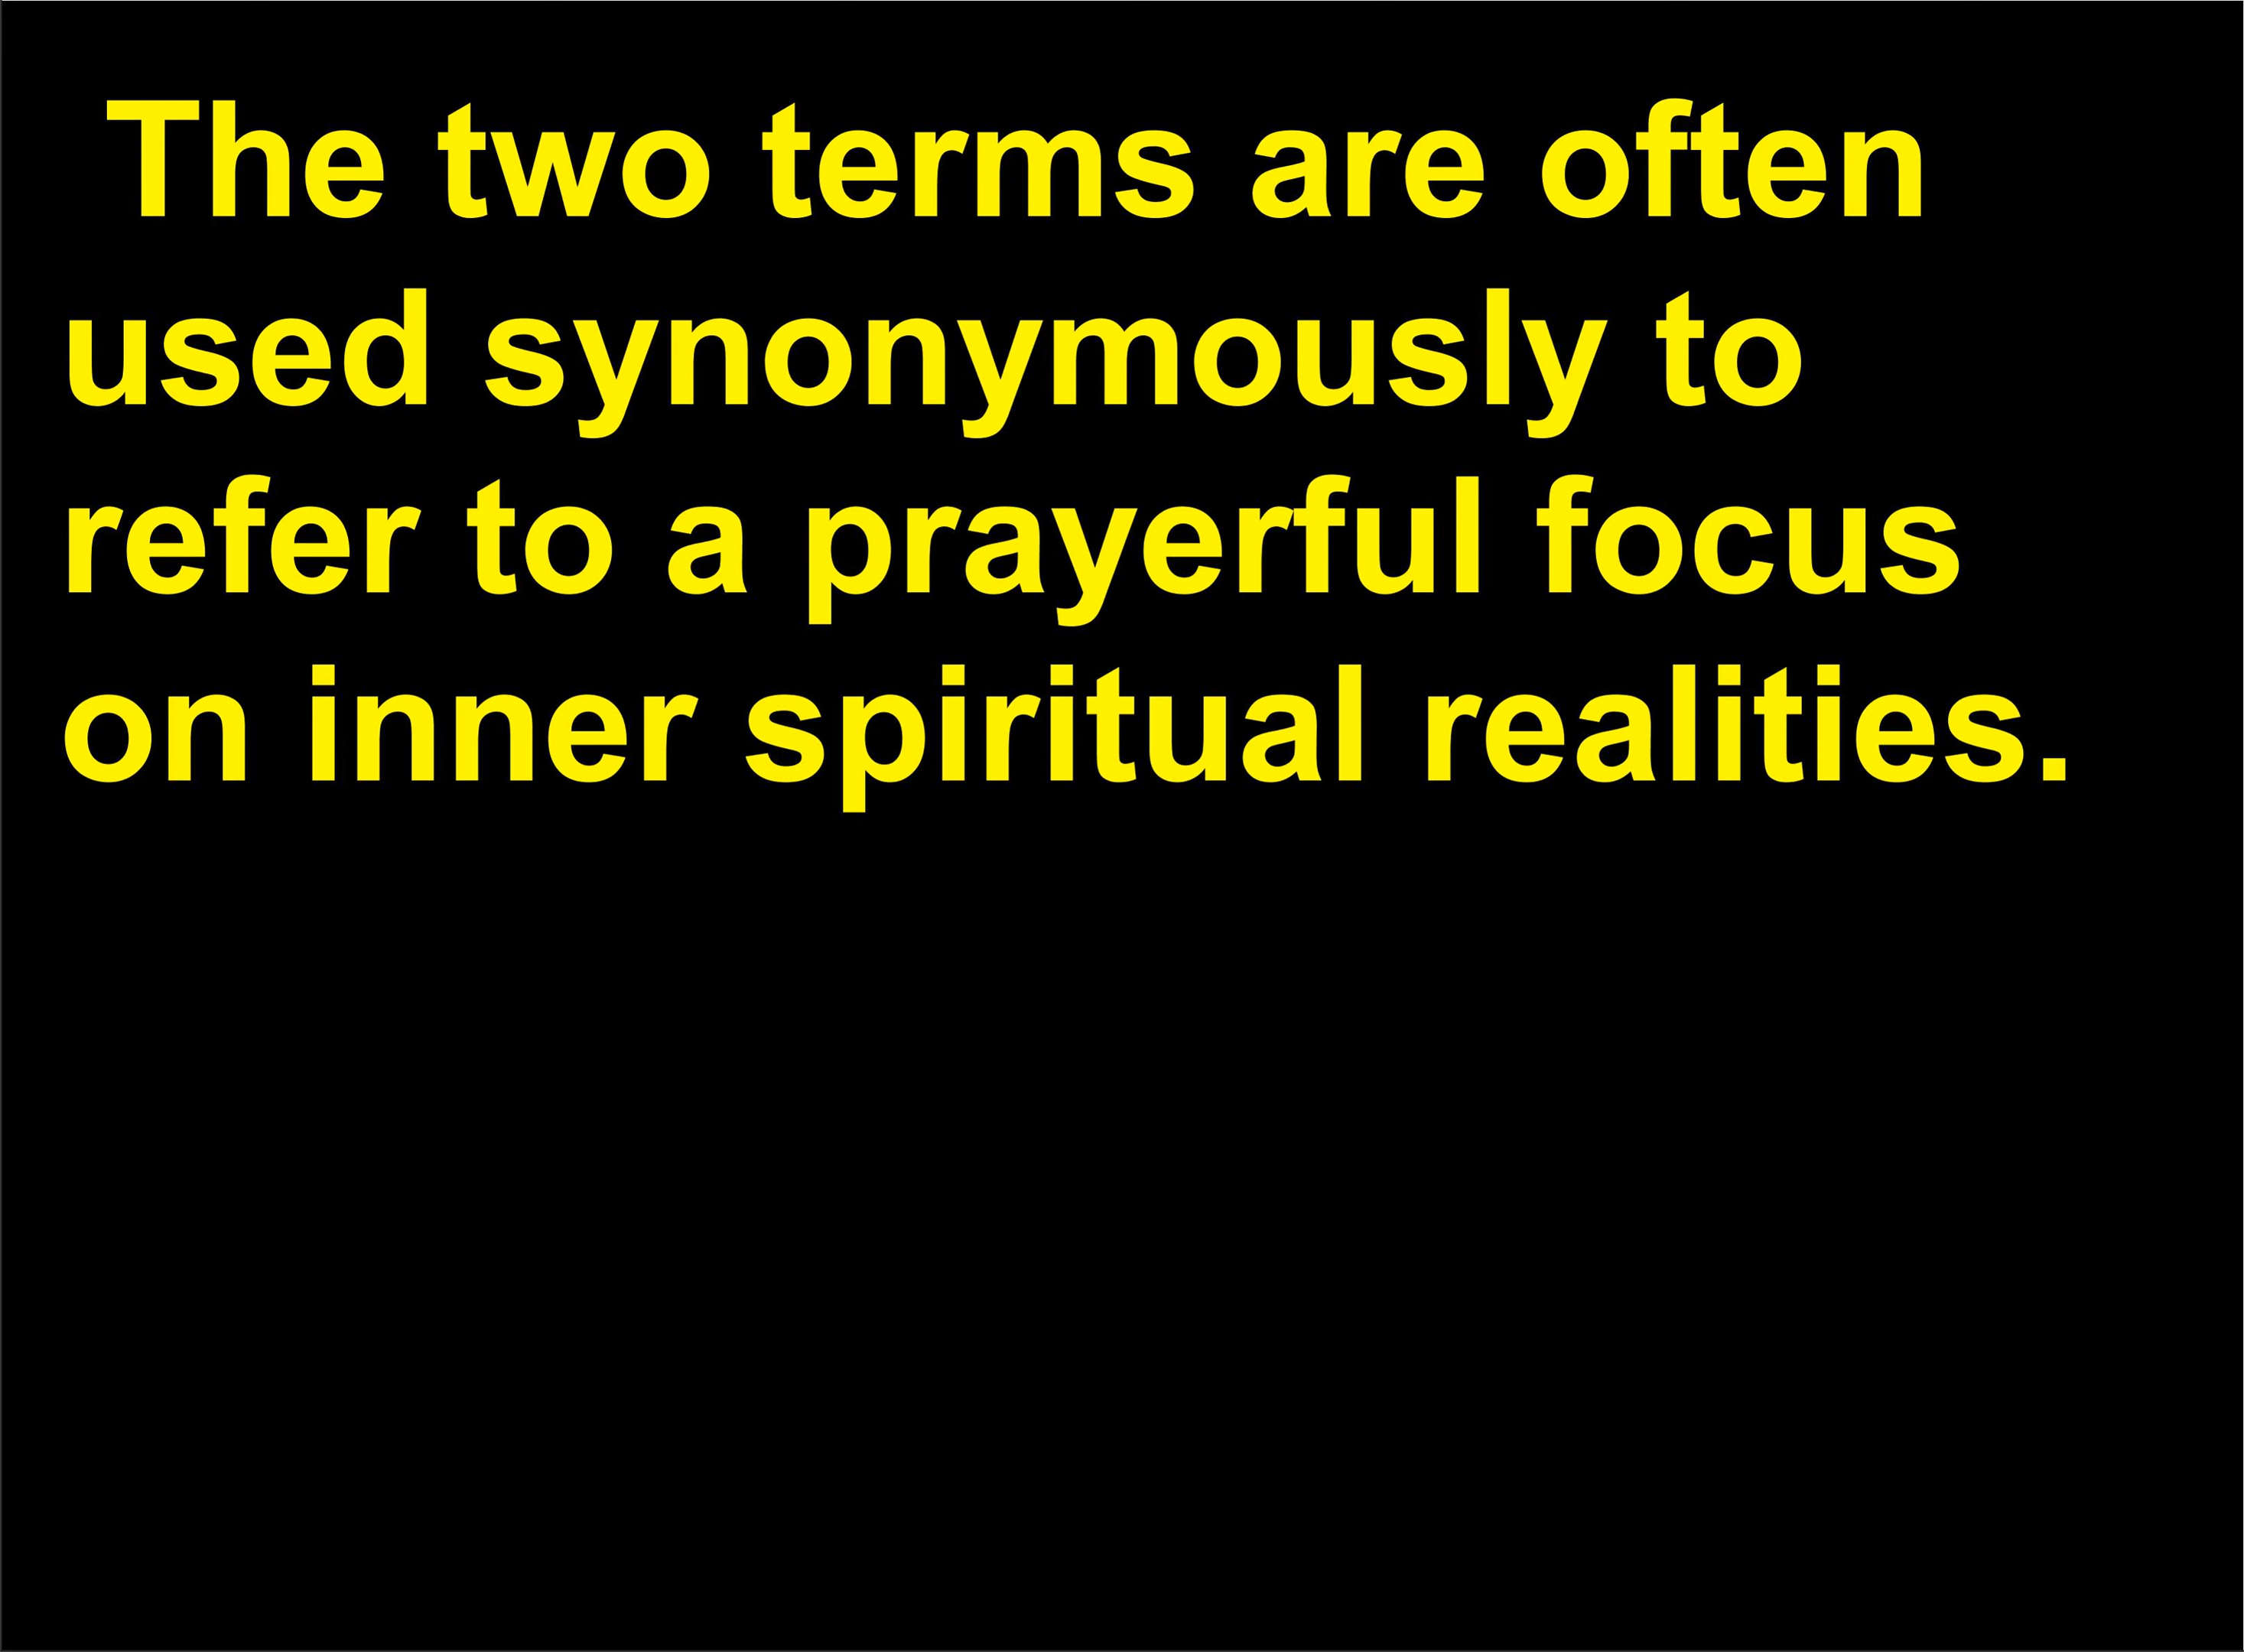 The two terms are often
used synonymously to
refer to a prayerful focus
on inner spiritual realities.